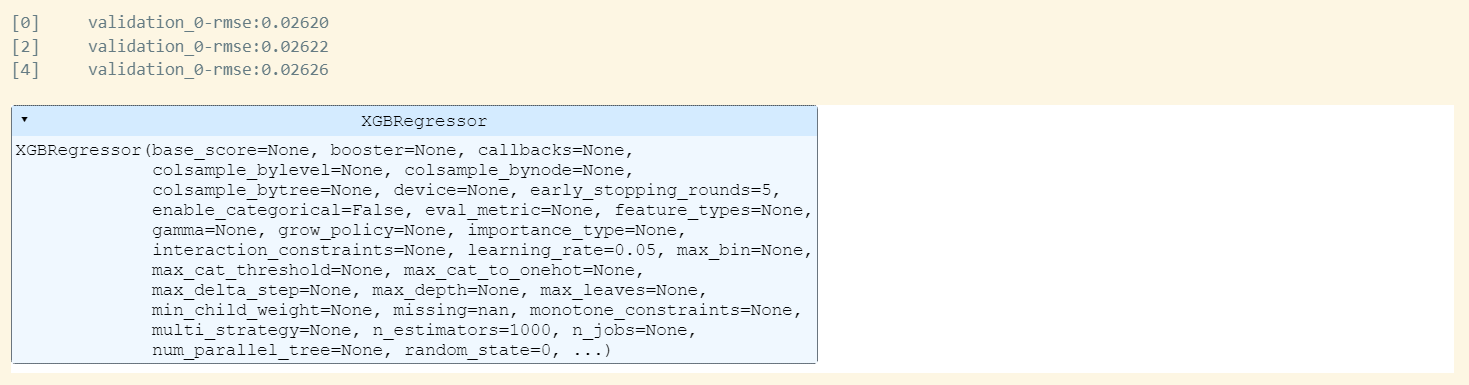 [0]	validation_0-rmse:0.02620
[2]	validation_0-rmse:0.02622
[4]	validation_0-rmse:0.02626
▾ XGBRegressor
XGBRegressor(base_score=None, booster=None, callbacks=None,
             colsample_bylevel=None, colsample_bynode=None,
             colsample_bytree=None, device=None, early_stopping_rounds=5,
             enable_categorical=False, eval_metric=None, feature_types=None,
             gamma=None, grow_policy=None, importance_type=None,
             interaction_constraints=None, learning_rate=0.05, max_bin=None,
             max_cat_threshold=None, max_cat_to_onehot=None,
             max_delta_step=None, max_depth=None, max_leaves=None,
             min_child_weight=None, missing=nan, monotone_constraints=None,
             multi_strategy=None, n_estimators=1000, n_jobs=None,
             num_parallel_tree=None, random_state=0, ...)